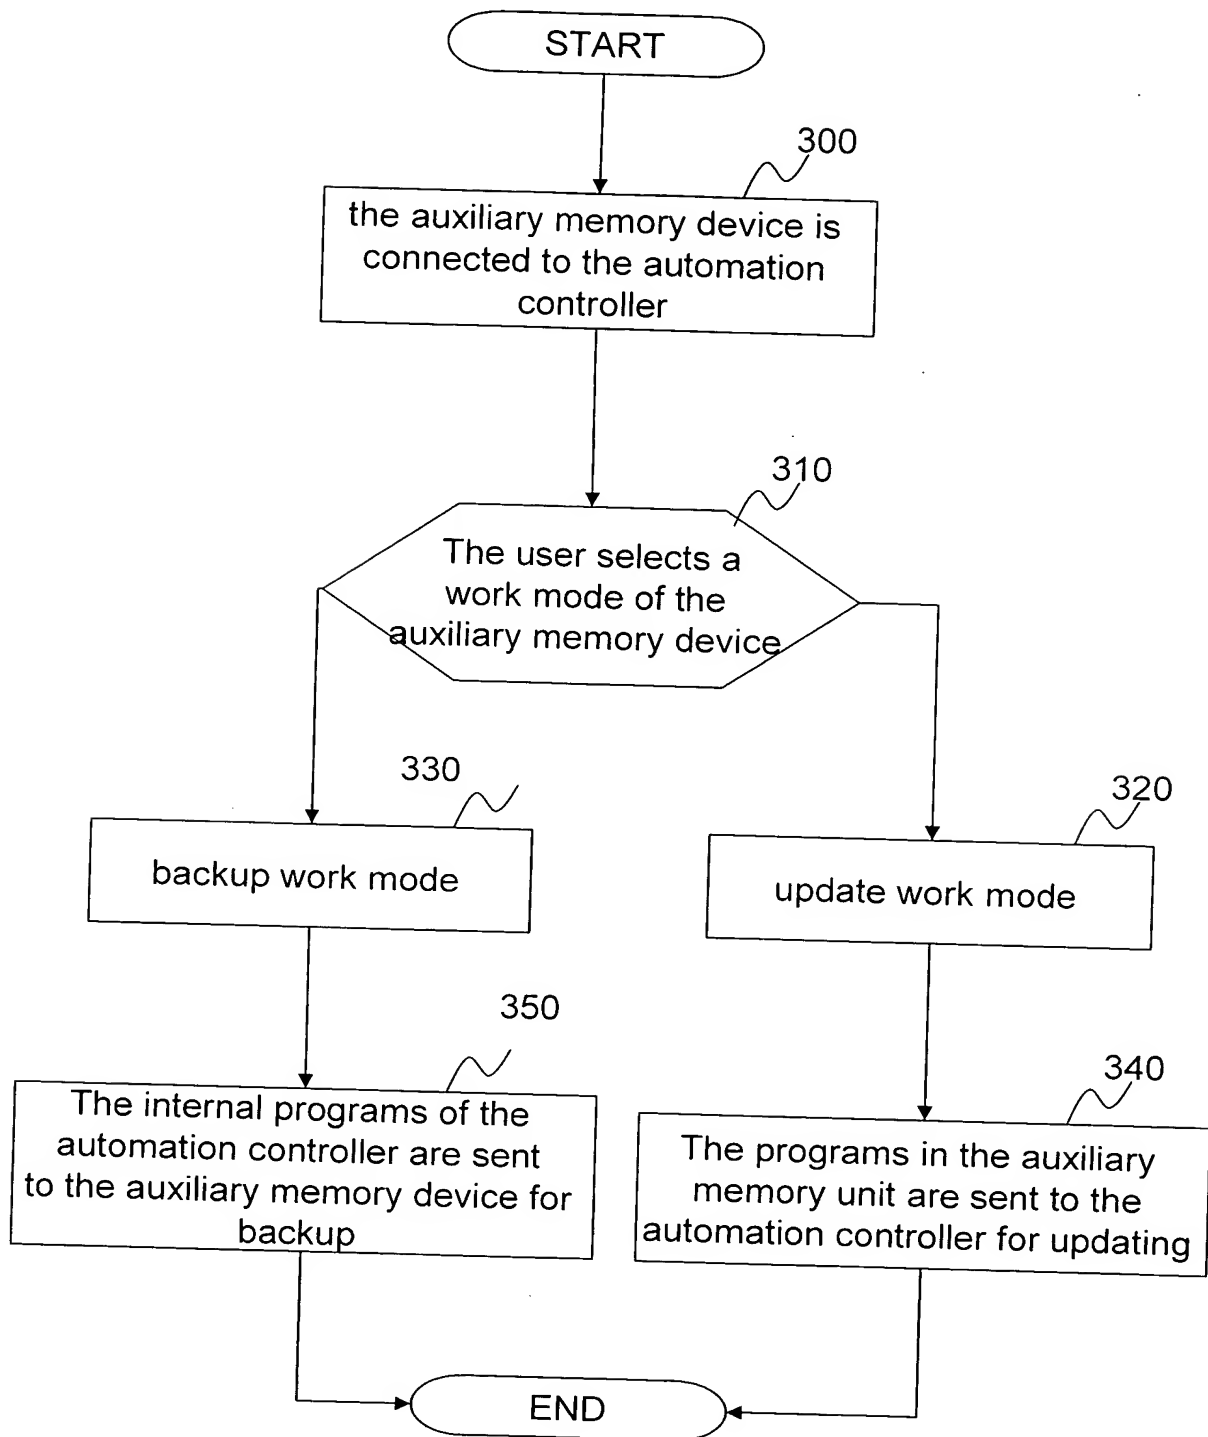 START
300
the auxiliary memory device is
connected to the automation
controller
310
The user selects a
work mode of the
auxiliary memory device
330
backup work mode
320
update work mode
350
The internal programs of the
automation controller are sent
to the auxiliary memory device for
backup
340
The programs in the auxiliary
memory unit are sent to the
automation controller for updating
END